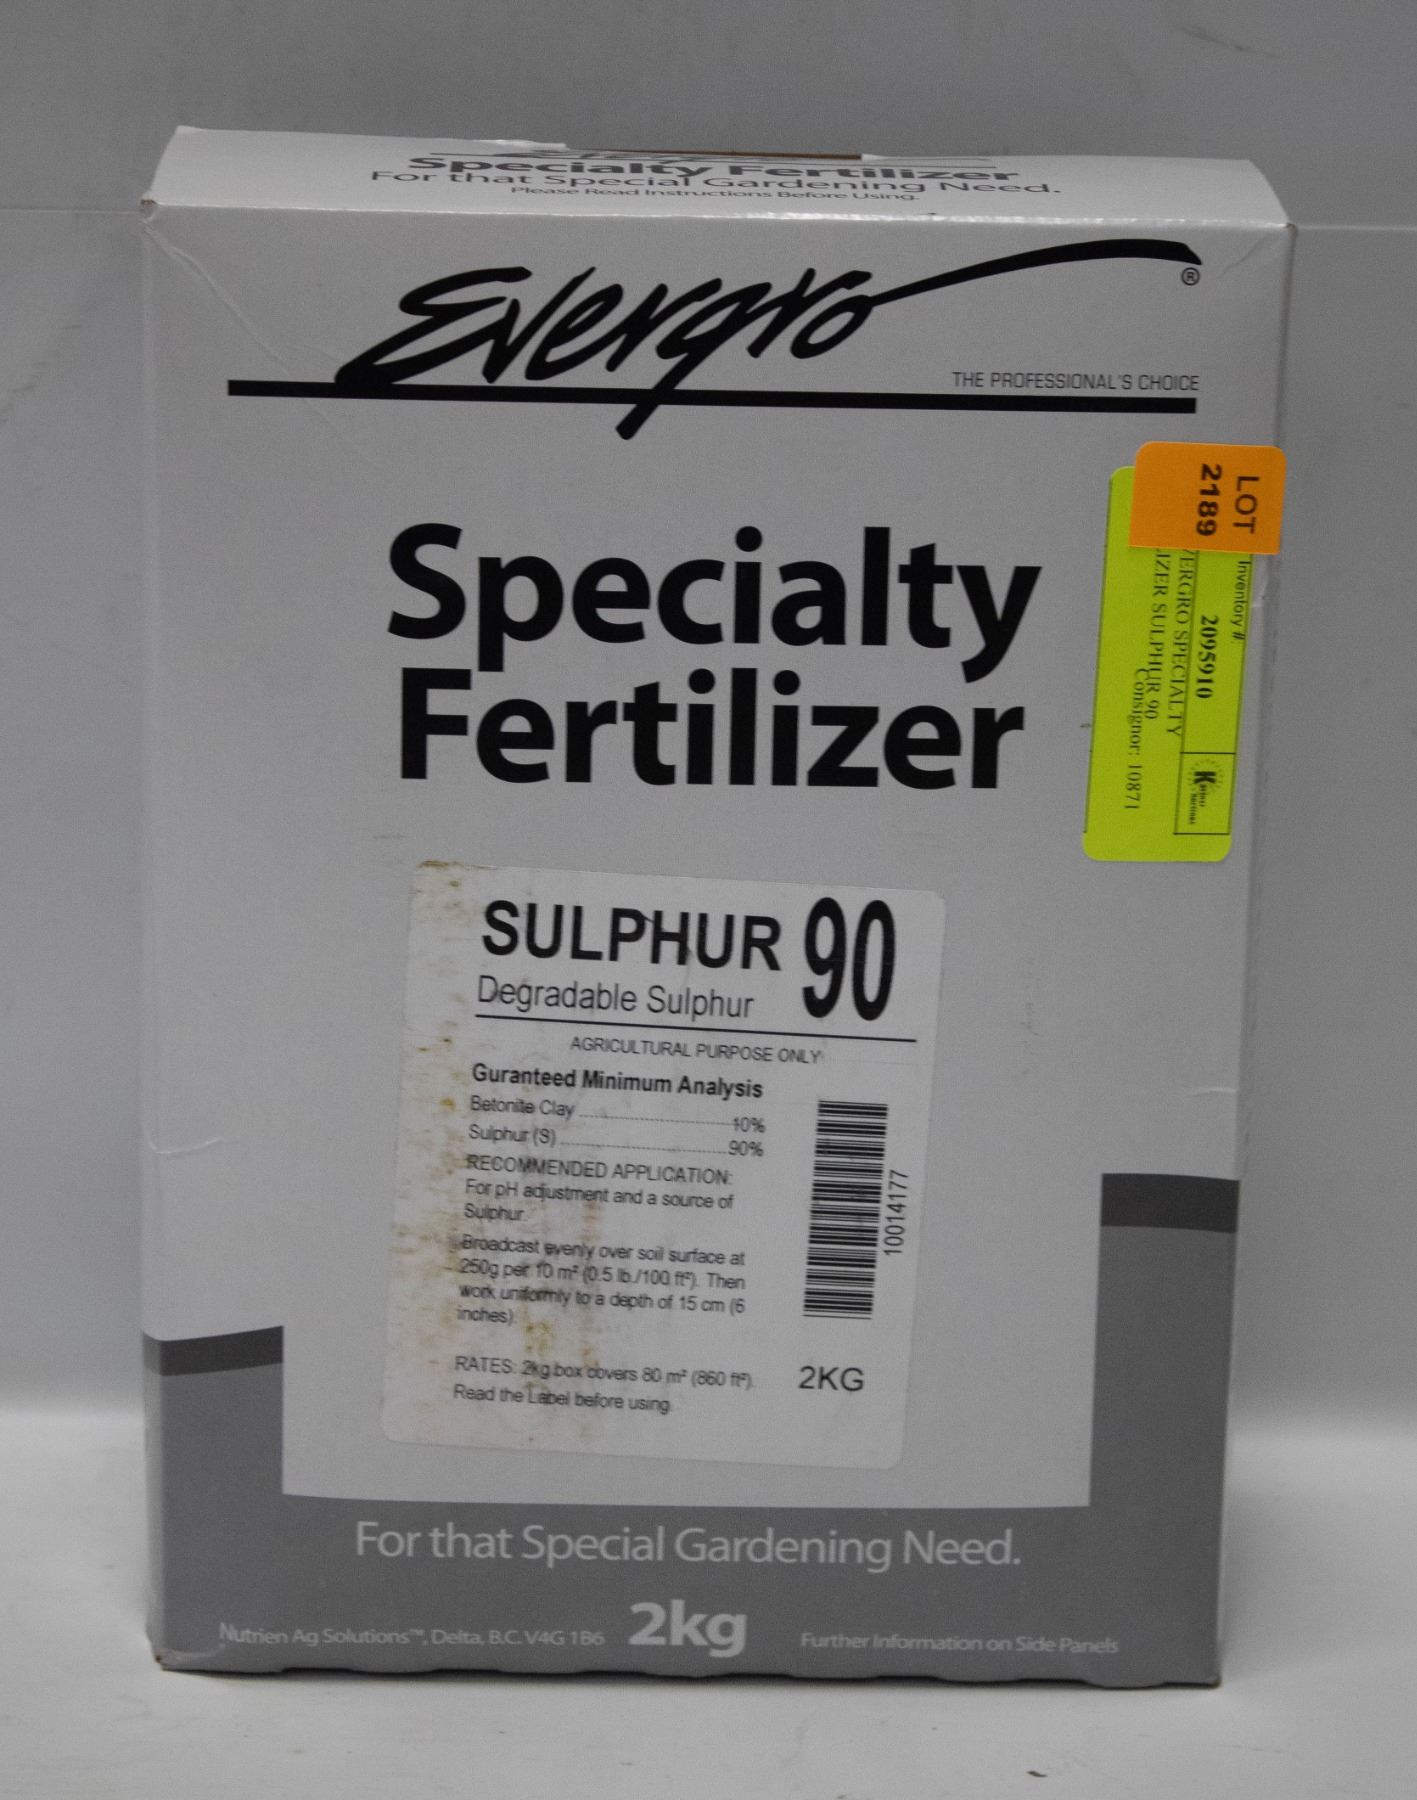 Specialty Fertilizer
For that Special Gardening Need.
Please Read Instructions Before Using.
Evergro ®
THE PROFESSIONAL'S CHOICE
LOT
2189
Inventory #
2095910
ERGRO SPECIALTY
IZER SULPHUR 90
Consignor: 10871
Specialty
Fertilizer
SULPHUR 90
Degradable Sulphur
AGRICULTURAL PURPOSE ONLY
Guranteed Minimum Analysis
Betonite Clay ........................ 10%
Sulphur (S) ........................ 90%
RECOMMENDED APPLICATION:
For pH adjustment and a source of
Sulphur.
Broadcast evenly over soil surface at
250g per 10 m² (0.5 lb./100 ft²). Then
work uniformly to a depth of 15 cm (6
inches).
RATES: 2kg box covers 80 m² (860 ft²).
Read the Label before using.
10014177
2KG
For that Special Gardening Need.
Nutrien Ag Solutions™, Delta, B.C. V4G 1B6
2kg
Further Information on Side Panels